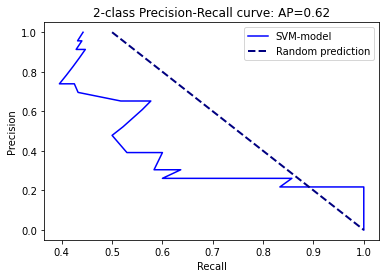 2-class Precision-Recall curve: AP=0.62
SVM-model
Random prediction
Precision
1.0
0.8
0.6
0.4
0.2
0.0
0.4 0.5 0.6 0.7 0.8 0.9 1.0
Recall